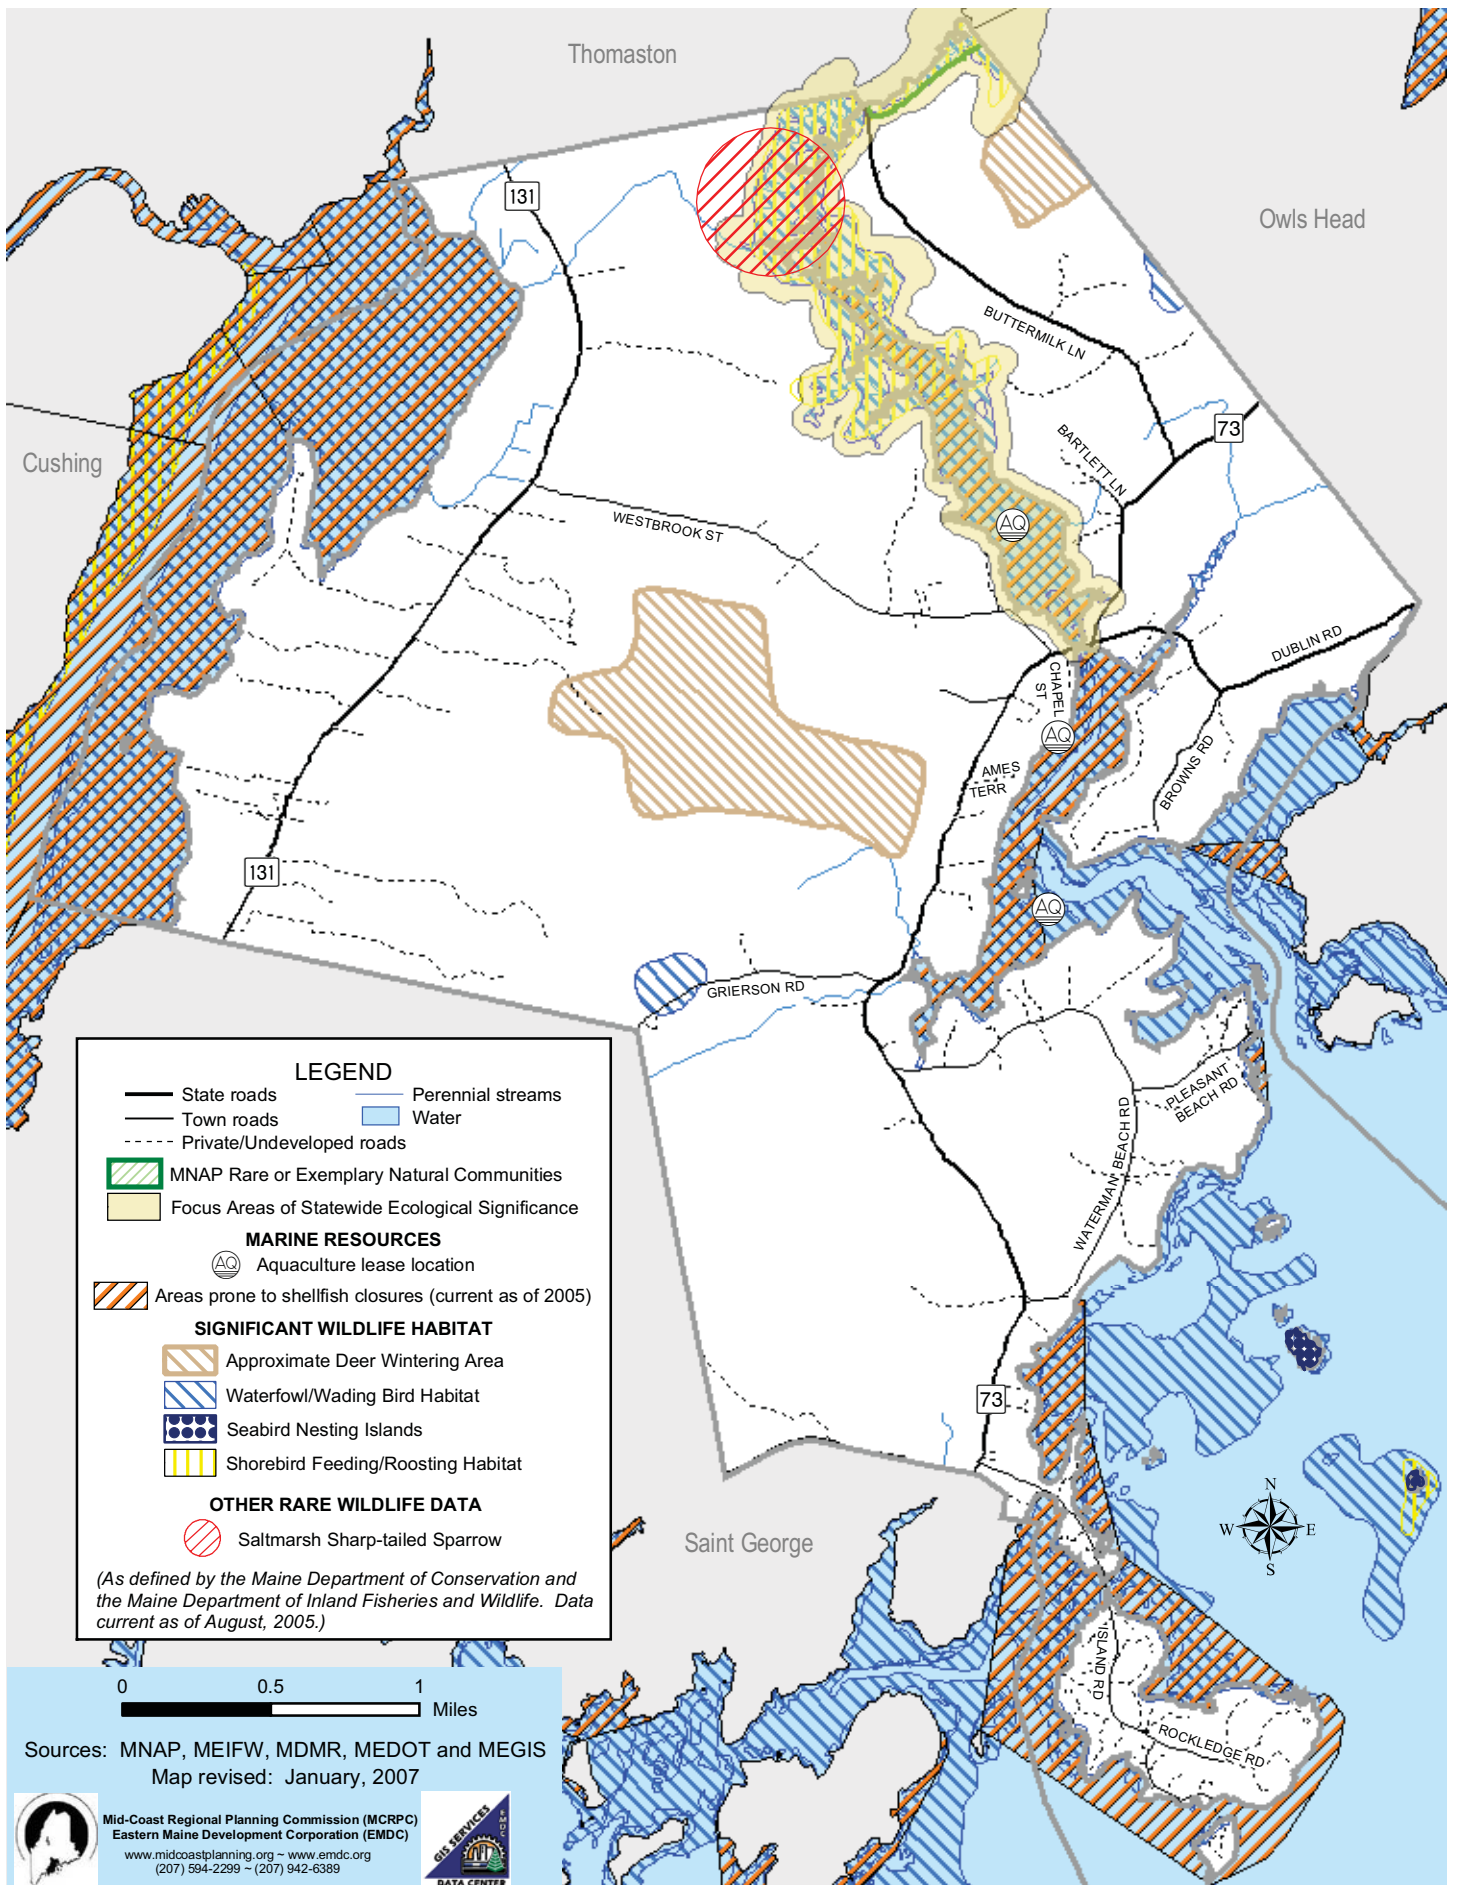 Thomaston
131
Owls Head
BUTTERMILK LN
73
Cushing
BARTLETT LN
AQ
WESTBROOK ST
DUBLIN RD
CHAPEL
ST
AQ
BROWNS RD
AMES
TERR
131
AQ
GRIERSON RD
PLEASANT
BEACH RD
WATERMAN BEACH RD
73
Saint George
ISLAND RD
ROCKLEDGE RD
N
W E
S
LEGEND
State roads
Perennial streams
Town roads
Water
Private/Undeveloped roads
MNAP Rare or Exemplary Natural Communities
Focus Areas of Statewide Ecological Significance
MARINE RESOURCES
AQ Aquaculture lease location
Areas prone to shellfish closures (current as of 2005)
SIGNIFICANT WILDLIFE HABITAT
Approximate Deer Wintering Area
Waterfowl/Wading Bird Habitat
Seabird Nesting Islands
Shorebird Feeding/Roosting Habitat
OTHER RARE WILDLIFE DATA
Saltmarsh Sharp-tailed Sparrow
(As defined by the Maine Department of Conservation and
the Maine Department of Inland Fisheries and Wildlife. Data
current as of August, 2005.)
0 0.5 1
Miles
Sources: MNAP, MEIFW, MDMR, MEDOT and MEGIS
Map revised: January, 2007
Mid-Coast Regional Planning Commission (MCRPC)
Eastern Maine Development Corporation (EMDC)
www.midcoastplanning.org ~ www.emdc.org
(207) 594-2299 ~ (207) 942-6389
GIS SERVICES
EMDC
DATA CENTER